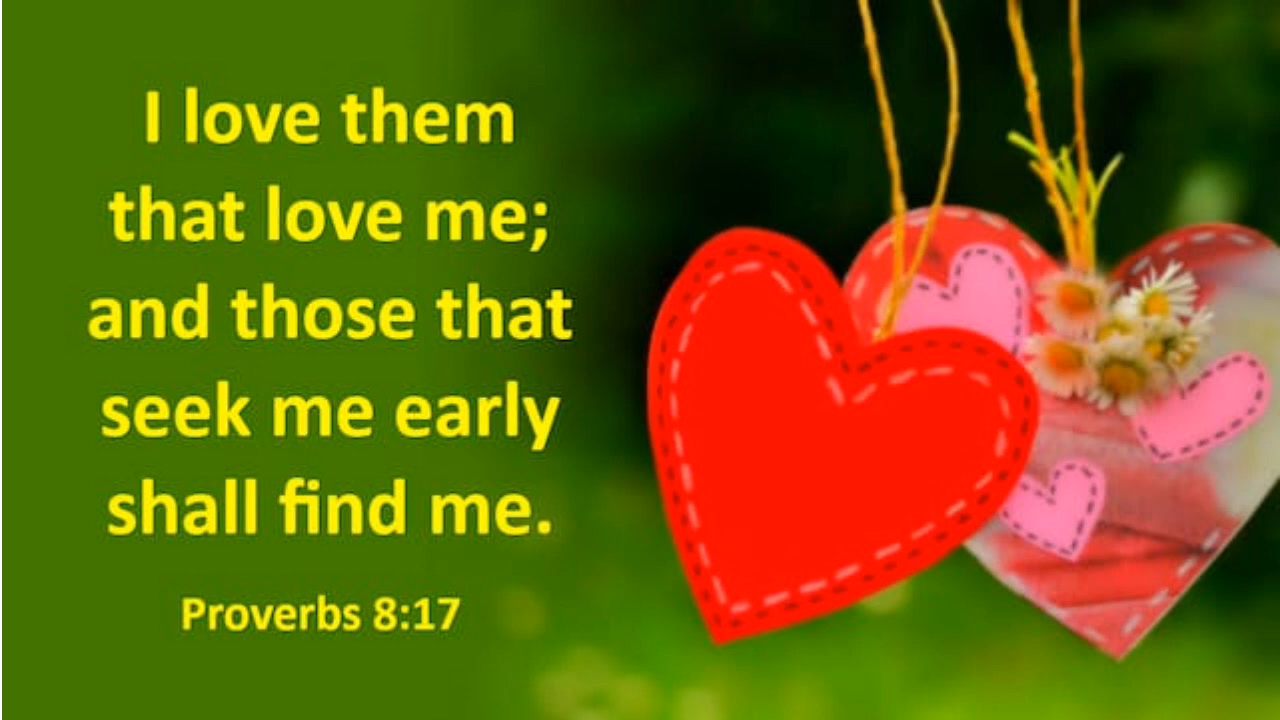 I love them
that love me;
and those that
seek me early
shall find me.
Proverbs 8:17